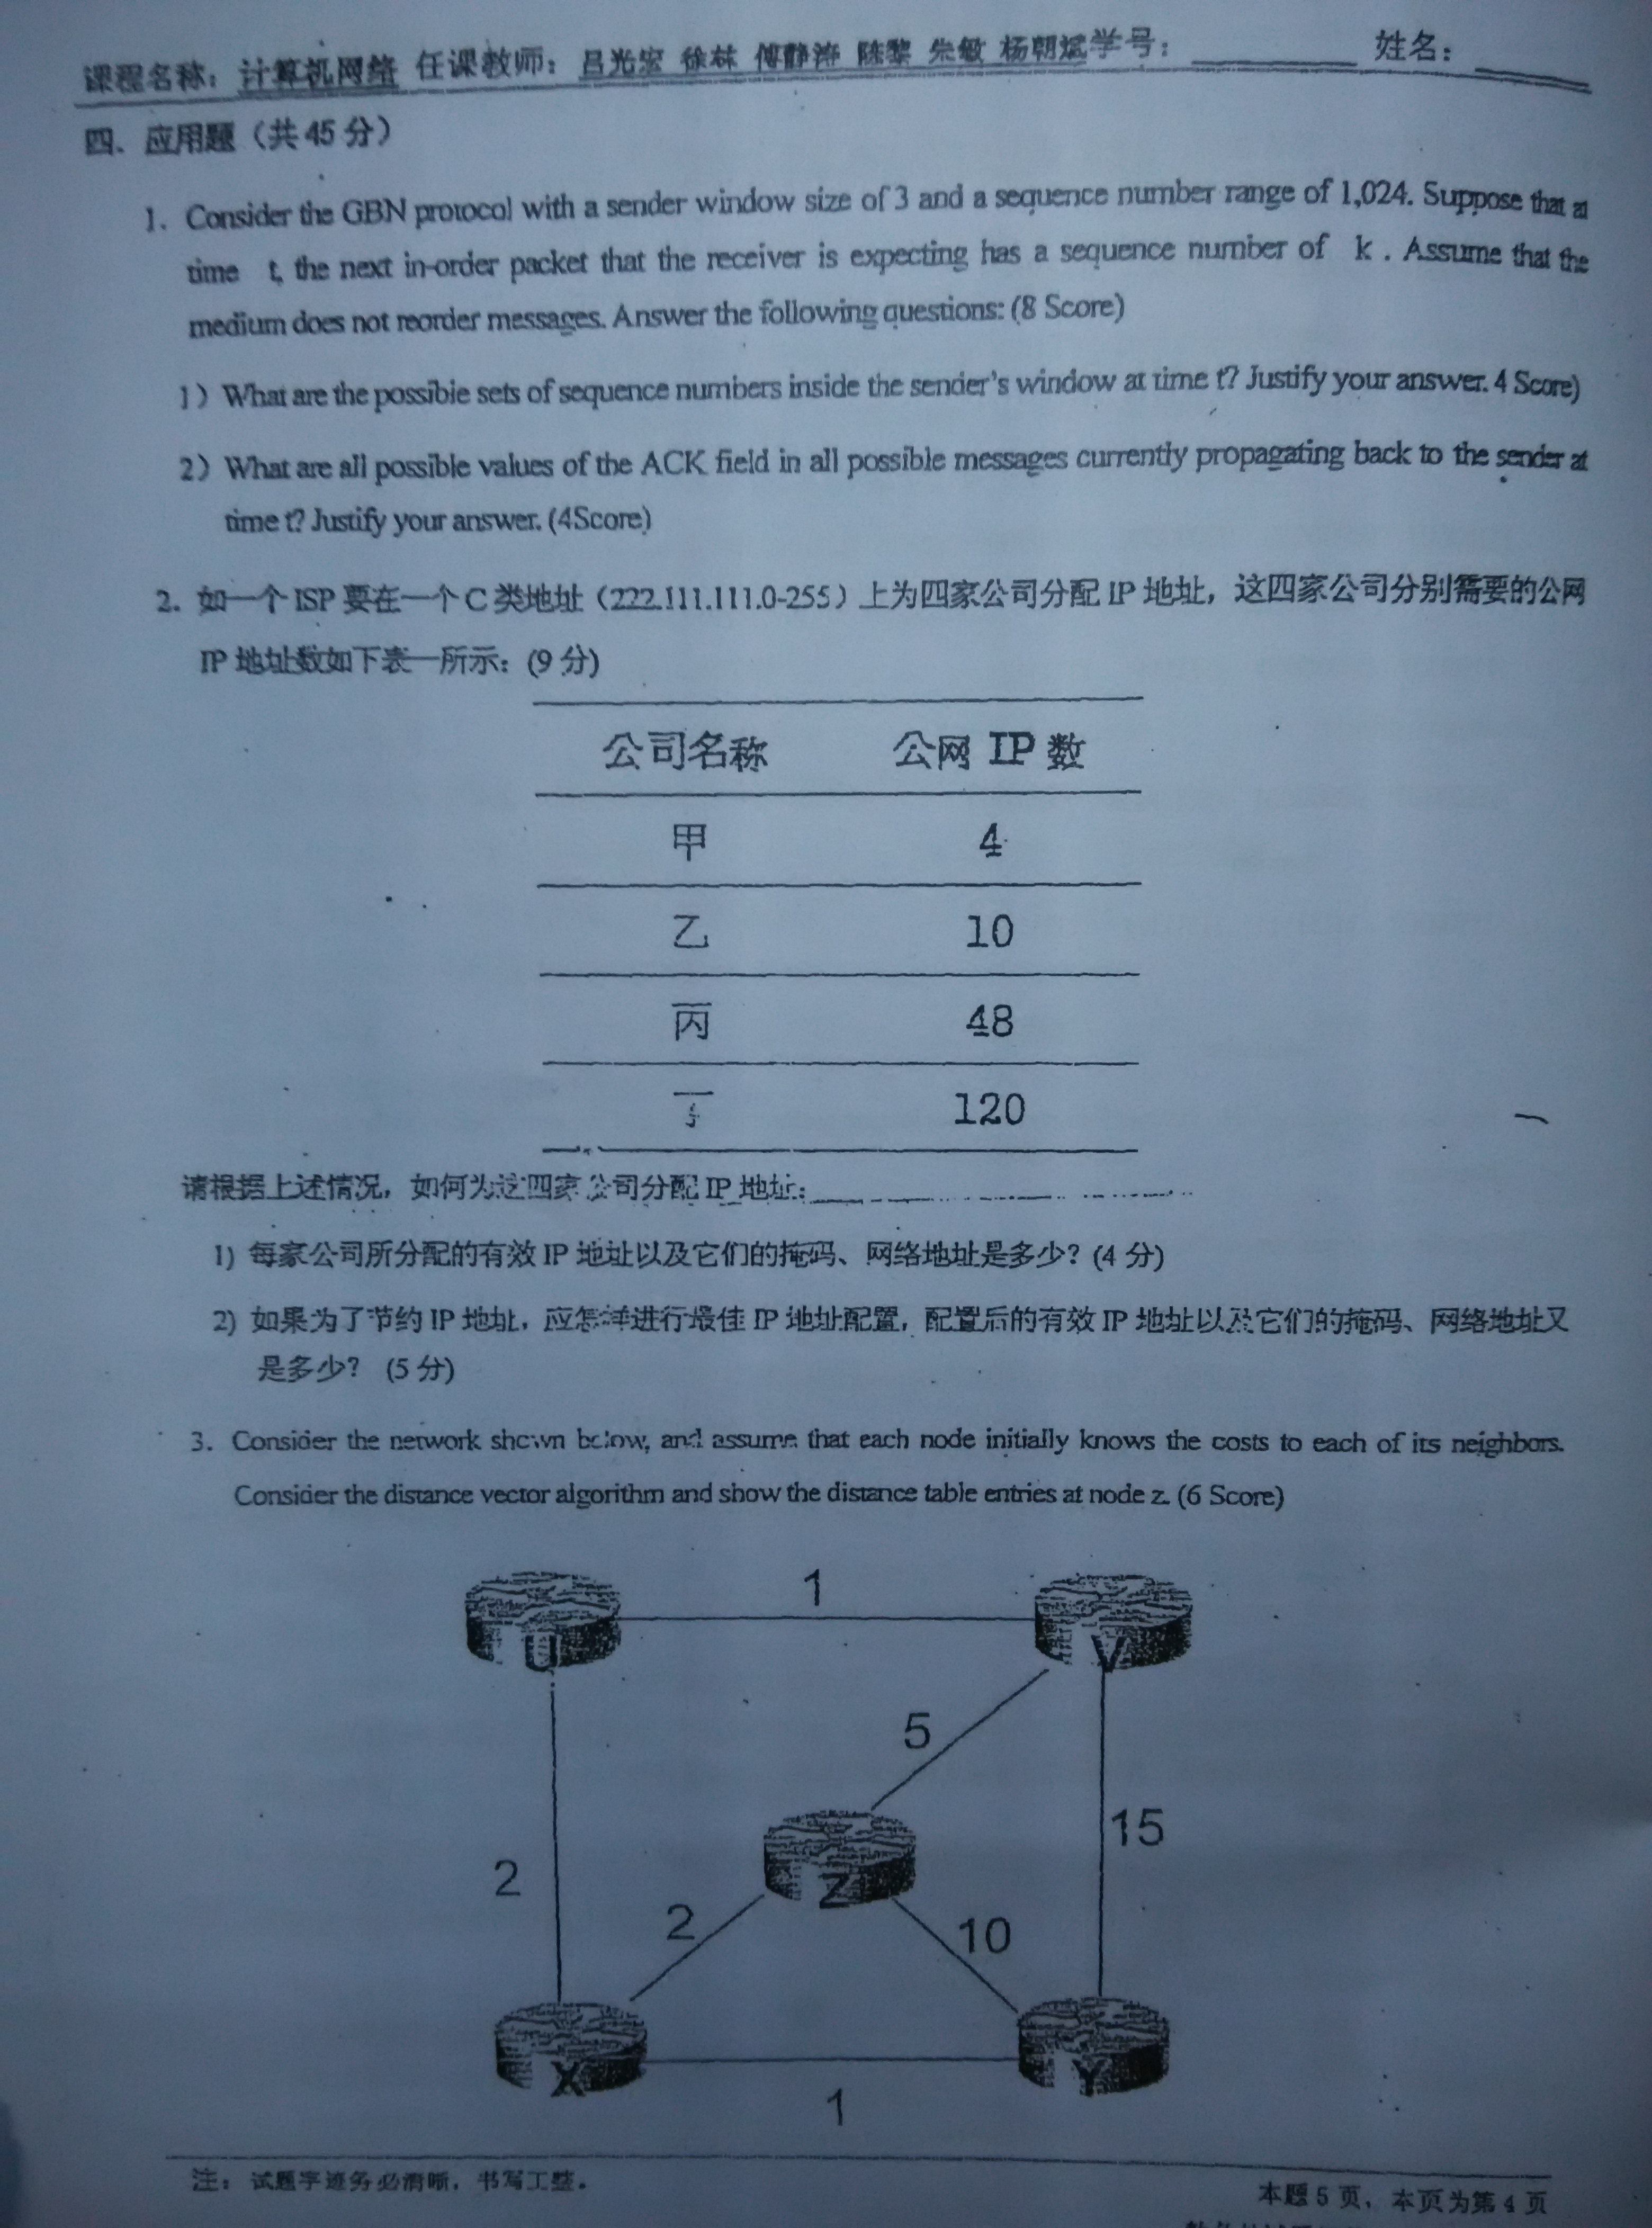 课程名称：计算机网络 任课教师：吕光宏 徐林 傅静涛 陈黎 朱敏 杨朝斌学号： 姓名：
四、应用题（共 45 分）
1. Consider the GBN protocol with a sender window size of 3 and a sequence number range of 1,024. Suppose that at
time t, the next in-order packet that the receiver is expecting has a sequence number of k . Assume that the
medium does not reorder messages. Answer the following questions: (8 Score)
1）What are the possible sets of sequence numbers inside the sender's window at time t? Justify your answer. 4 Score)
2）What are all possible values of the ACK field in all possible messages currently propagating back to the sender at
time t? Justify your answer. (4Score)
2. 如一个 ISP 要在一个 C 类地址（222.111.111.0-255）上为四家公司分配 IP 地址，这四家公司分别需要的公网
IP 地址数如下表一所示：(9 分)
公司名称 公网 IP 数
甲 4
乙 10
丙 48
丁 120
请根据上述情况，如何为这四家公司分配 IP 地址：
1) 每家公司所分配的有效 IP 地址以及它们的掩码、网络地址是多少？(4 分)
2) 如果为了节约 IP 地址，应怎样进行最佳 IP 地址配置，配置后的有效 IP 地址以及它们的掩码、网络地址又
是多少？ (5 分)
3. Consider the network shown below, and assume that each node initially knows the costs to each of its neighbors.
Consider the distance vector algorithm and show the distance table entries at node z. (6 Score)
1
U V
5
15
Z
2
2
10
X Y
1
注：试题字迹务必清晰，书写工整。
本题 5 页，本页为第 4 页